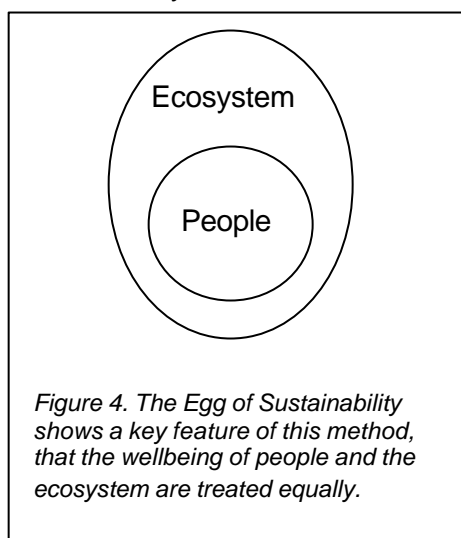 Ecosystem
People
Figure 4. The Egg of Sustainability
shows a key feature of this method,
that the wellbeing of people and the
ecosystem are treated equally.